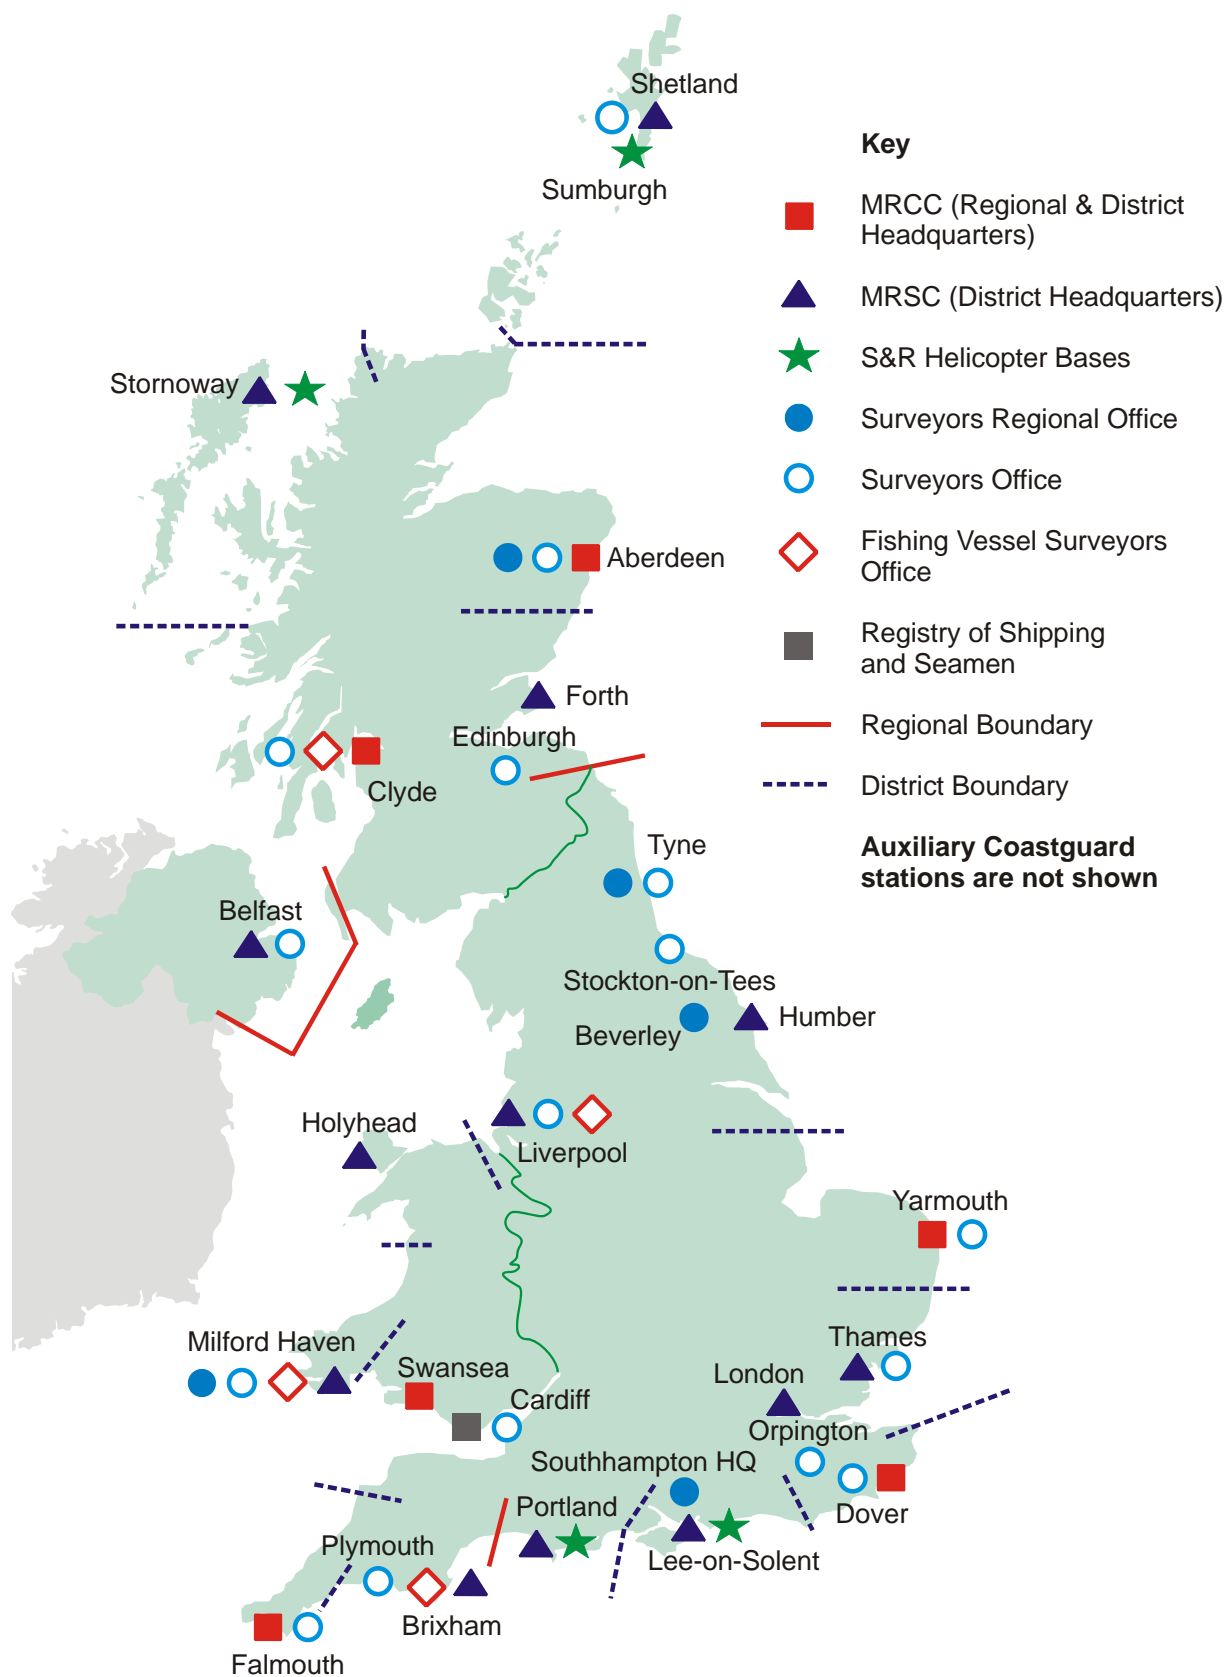 Shetland
Sumburgh
Key
MRCC (Regional & District
Headquarters)
MRSC (District Headquarters)
S&R Helicopter Bases
Surveyors Regional Office
Surveyors Office
Fishing Vessel Surveyors
Office
Registry of Shipping
and Seamen
Regional Boundary
District Boundary
Auxiliary Coastguard
stations are not shown
Stornoway
Aberdeen
Forth
Edinburgh
Clyde
Tyne
Belfast
Stockton-on-Tees
Beverley
Humber
Holyhead
Liverpool
Yarmouth
Milford Haven
Thames
Swansea
London
Cardiff
Orpington
Southhampton HQ
Portland
Dover
Plymouth
Lee-on-Solent
Brixham
Falmouth